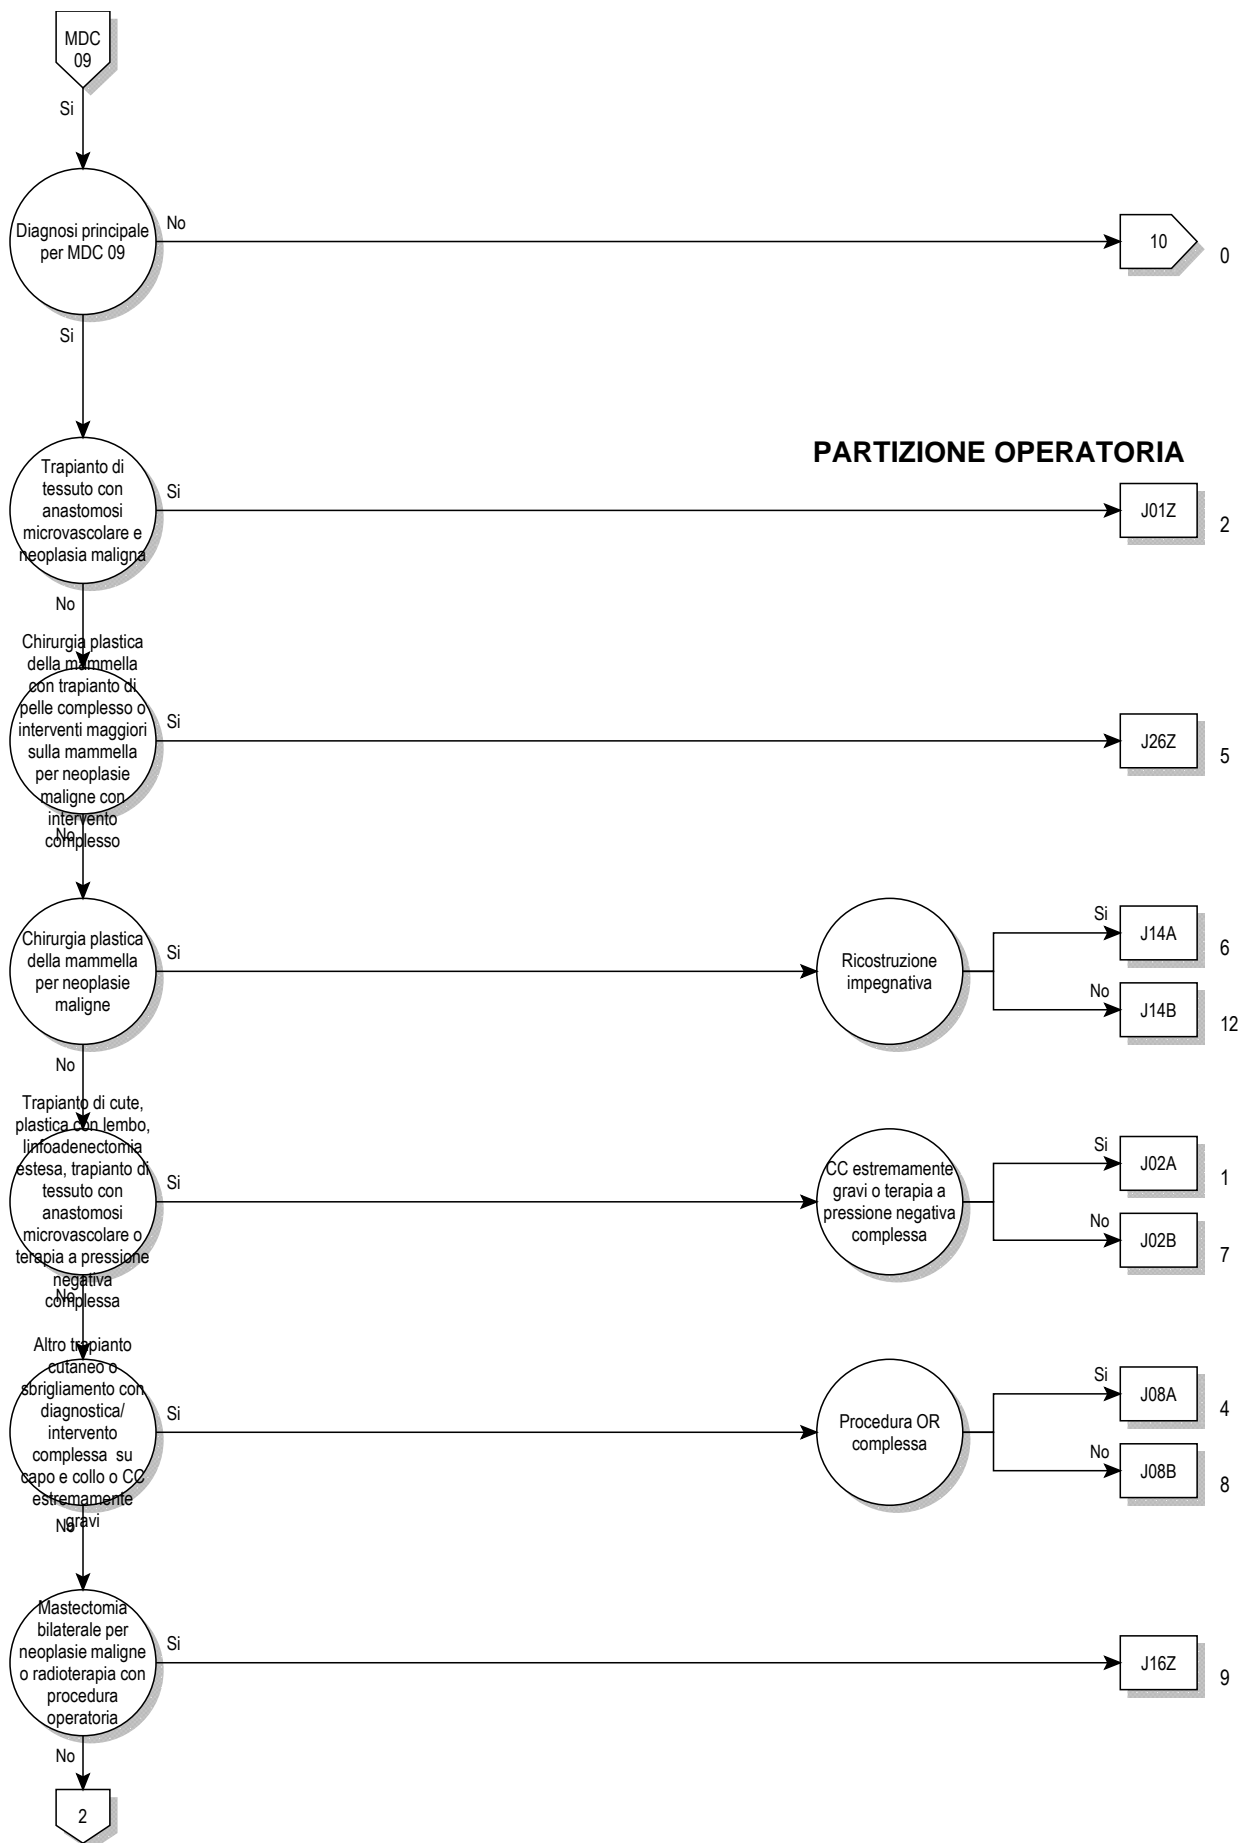 MDC
09
Si
Diagnosi principale
per MDC 09
No
10
0
Si
PARTIZIONE OPERATORIA
Trapianto di
tessuto con
anastomosi
microvascolare e
neoplasia maligna
Si
J01Z
2
No
Chirurgia plastica
della mammella
con trapianto di
pelle complesso o
interventi maggiori
sulla mammella
per neoplasie
maligne con
intervento
complesso
Si
J26Z
5
No
Chirurgia plastica
della mammella
per neoplasie
maligne
Si
Ricostruzione
impegnativa
Si
J14A
6
No
J14B
12
No
Trapianto di cute,
plastica con lembo,
linfoadenectomia
estesa, trapianto di
tessuto con
anastomosi
microvascolare o
terapia a pressione
negativa
complessa
Si
CC estremamente
gravi o terapia a
pressione negativa
complessa
Si
J02A
1
No
J02B
7
No
Altro trapianto
cutaneo o
sbrigliamento con
diagnostica/
intervento
complessa su
capo e collo o CC
estremamente
gravi
Si
Procedura OR
complessa
Si
J08A
4
No
J08B
8
No
Mastectomia
bilaterale per
neoplasie maligne
o radioterapia con
procedura
operatoria
Si
J16Z
9
No
2